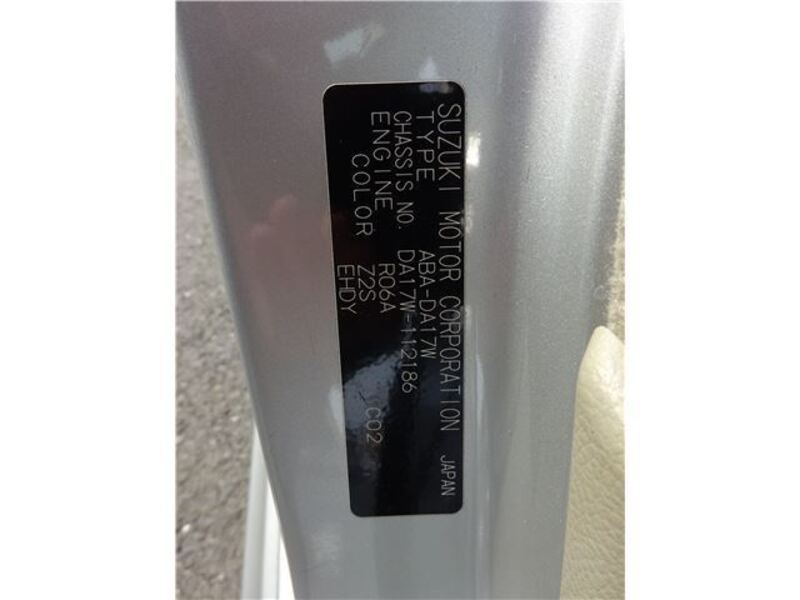 SUZUKI MOTOR CORPORATION JAPAN
TYPE ABA-DA17W
CHASSIS NO. DA17W-112186
ENGINE R06A
COLOR Z2S C02
EHDY